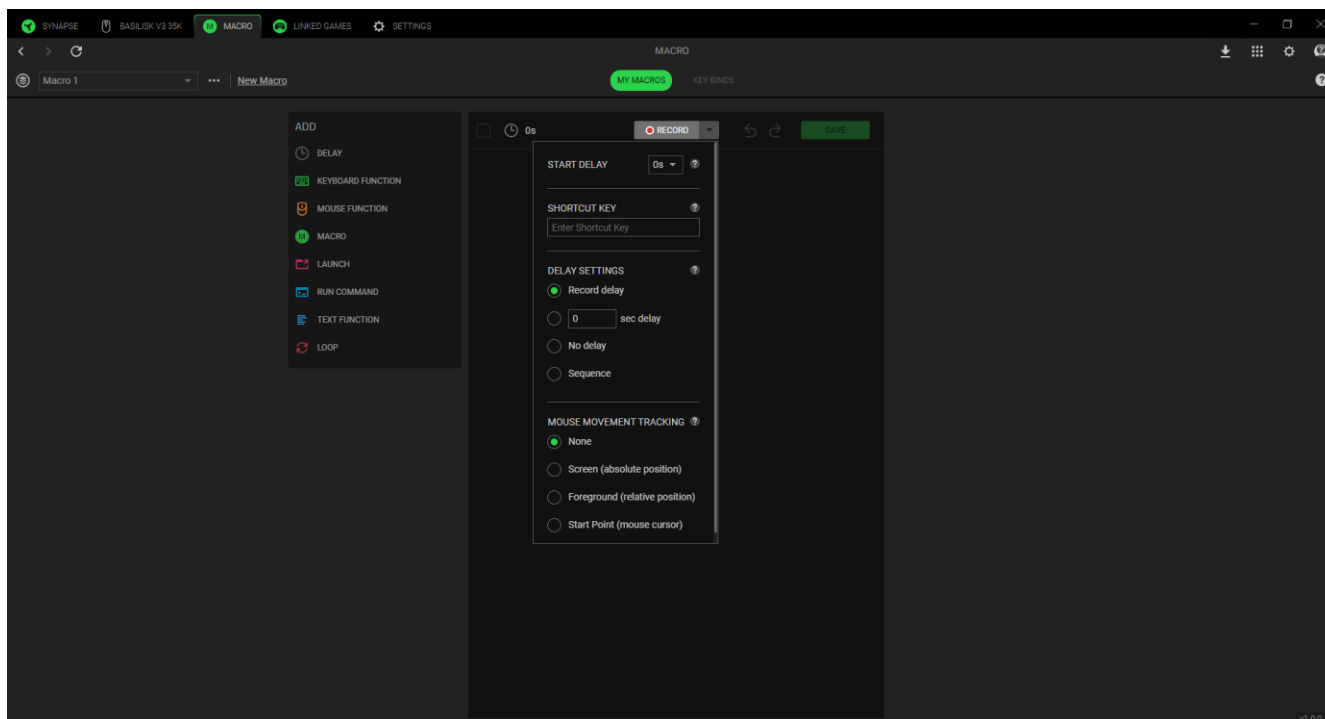 SYNAPSE BASILISK V3 35K M MACRO LINKED GAMES SETTINGS
MACRO
Macro 1 ••• New Macro MY MACROS KEY BINDS ?
ADD
DELAY
KEYBOARD FUNCTION
MOUSE FUNCTION
M MACRO
LAUNCH
RUN COMMAND
TEXT FUNCTION
LOOP
0s RECORD SAVE
START DELAY 0s ?
SHORTCUT KEY ?
Enter Shortcut Key
DELAY SETTINGS ?
Record delay
0 sec delay
No delay
Sequence
MOUSE MOVEMENT TRACKING ?
None
Screen (absolute position)
Foreground (relative position)
Start Point (mouse cursor)